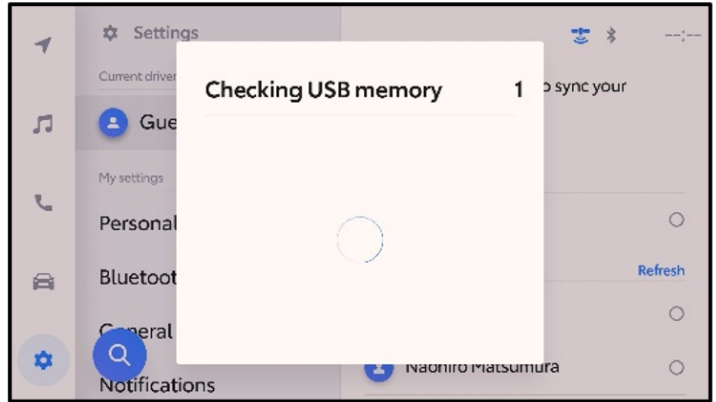 Settings
--:--
Current driver
Checking USB memory 1
o sync your
Gue
My settings
Personal
Bluetoot
Refresh
General
Naohiro Matsumura
Notifications